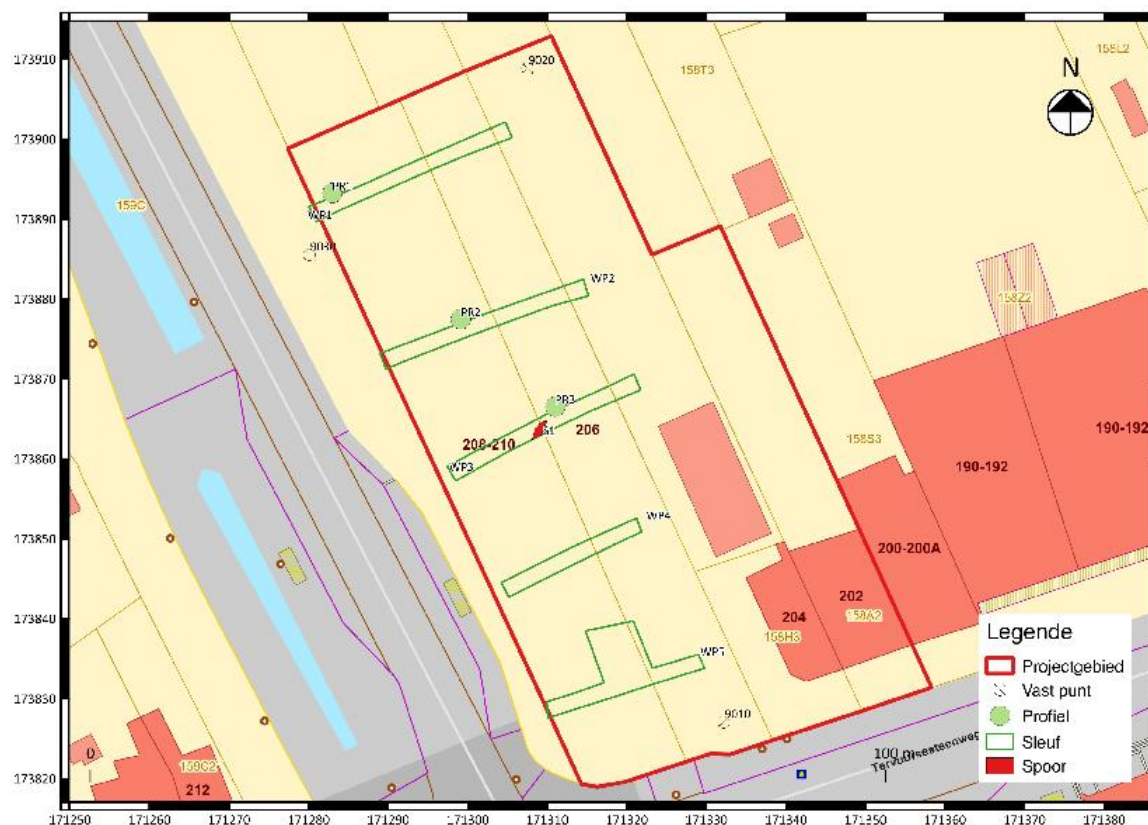 173910
173900
173890
173880
173870
173860
173850
173840
173830
173820
171250
171260
171270
171280
171290
171300
171310
171320
171330
171340
171350
171360
171370
171380
158L2
158T3
9020
N
159C
PR1
WP1
9030
WP2
158Z2
PR2
PR3
S1
206
208-210
WP3
158S3
190-192
190-192
WP4
200-200A
202
158A2
204
158H3
WP5
9010
159C2
212
0
100 m
Tervuursesteenweg
Legende
Projectgebied
Vast punt
Profiel
Sleuf
Spoor